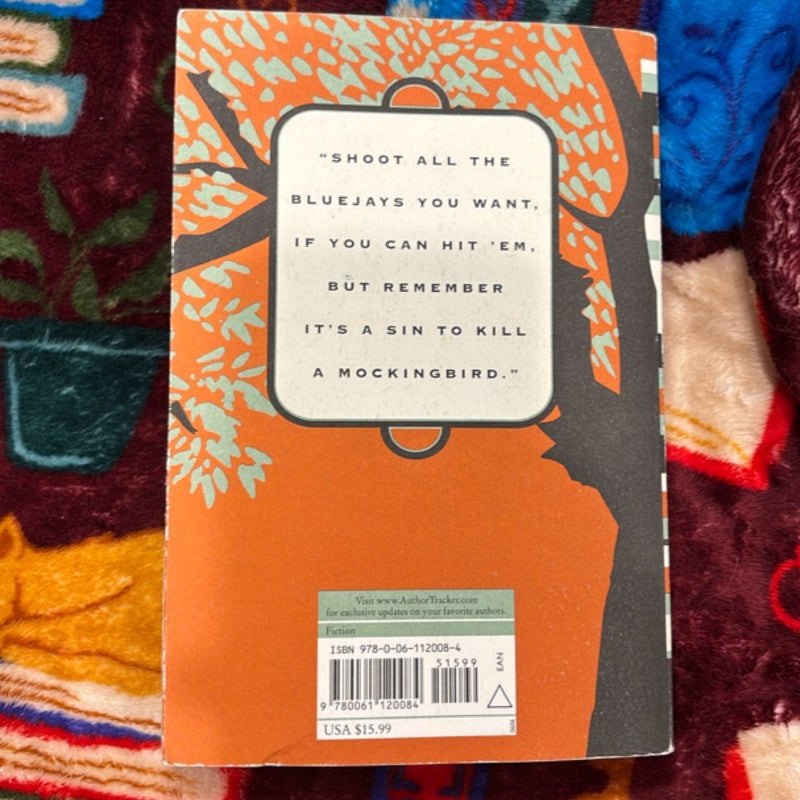 “SHOOT ALL THE
BLUEJAYS YOU WANT,
IF YOU CAN HIT ’EM,
BUT REMEMBER
IT’S A SIN TO KILL
A MOCKINGBIRD.”
Visit www.AuthorTracker.com
for exclusive updates on your favorite authors.
Fiction
ISBN 978-0-06-112008-4
51599
EAN
9 780061 120084
USA $15.99
0606